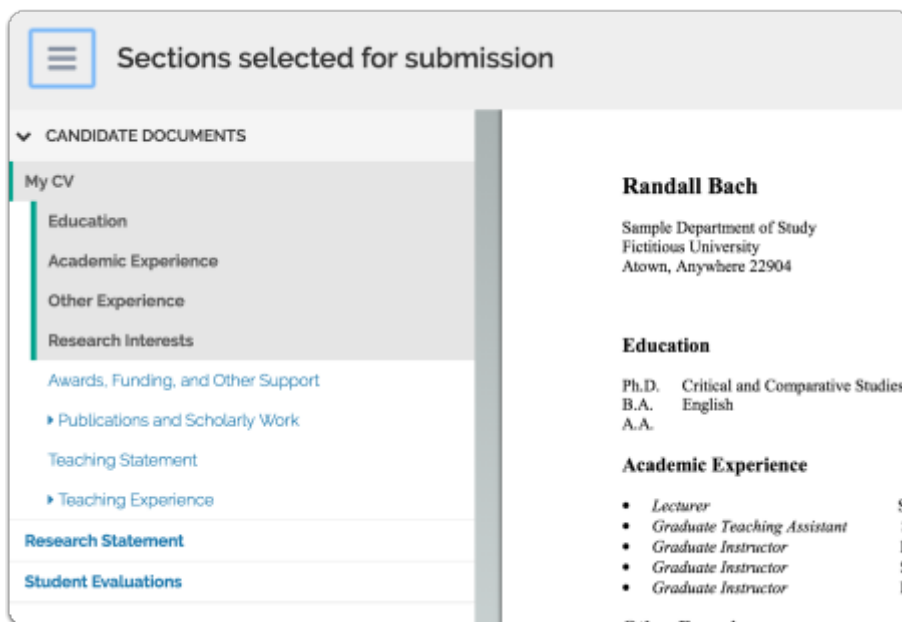 Sections selected for submission
CANDIDATE DOCUMENTS
My CV
Education
Academic Experience
Other Experience
Research Interests
Awards, Funding, and Other Support
Publications and Scholarly Work
Teaching Statement
Teaching Experience
Research Statement
Student Evaluations
Randall Bach
Sample Department of Study
Fictitious University
Atown, Anywhere 22904
Education
Ph.D. Critical and Comparative Studies
B.A. English
A.A.
Academic Experience
• Lecturer
• Graduate Teaching Assistant
• Graduate Instructor
• Graduate Instructor
• Graduate Instructor